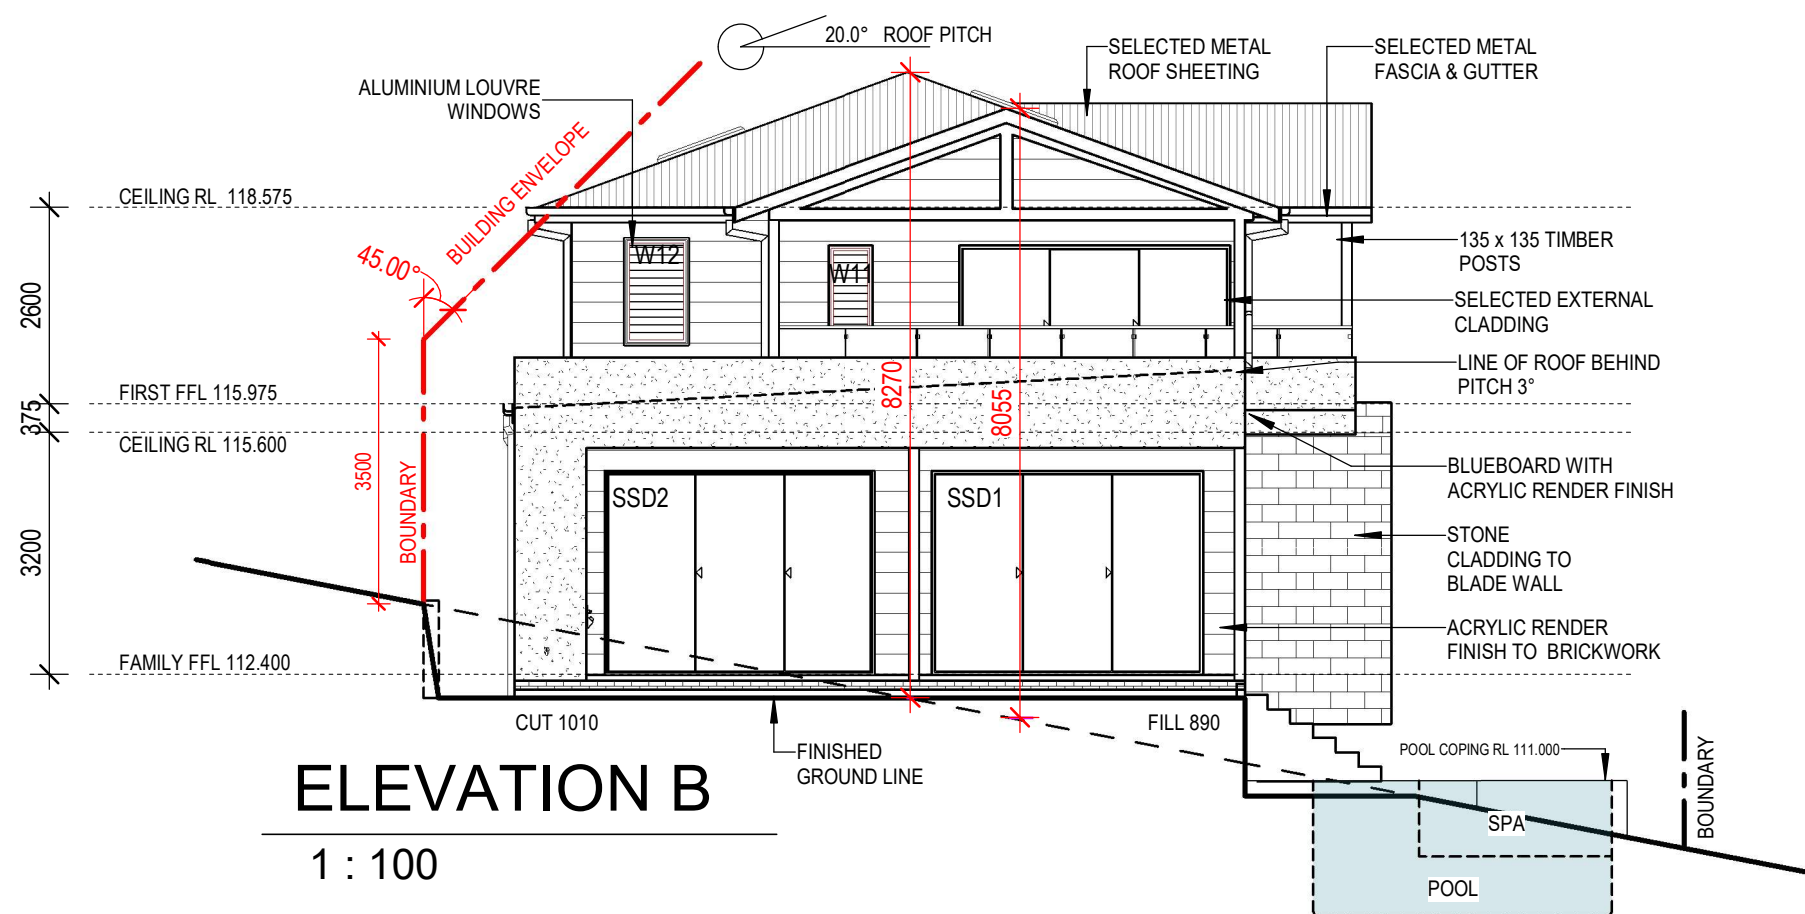 20.0° ROOF PITCH
SELECTED METAL
ROOF SHEETING
SELECTED METAL
FASCIA & GUTTER
ALUMINIUM LOUVRE
WINDOWS
BUILDING ENVELOPE
CEILING RL 118.575
45.00°
W12
W11
135 x 135 TIMBER
POSTS
2600
SELECTED EXTERNAL
CLADDING
LINE OF ROOF BEHIND
PITCH 3°
8270
8055
FIRST FFL 115.975
375
CEILING RL 115.600
3500
BOUNDARY
SSD2
SSD1
BLUEBOARD WITH
ACRYLIC RENDER FINISH
3200
STONE
CLADDING TO
BLADE WALL
ACRYLIC RENDER
FINISH TO BRICKWORK
FAMILY FFL 112.400
CUT 1010
FILL 890
FINISHED
GROUND LINE
POOL COPING RL 111.000
BOUNDARY
SPA
POOL
ELEVATION B
1 : 100